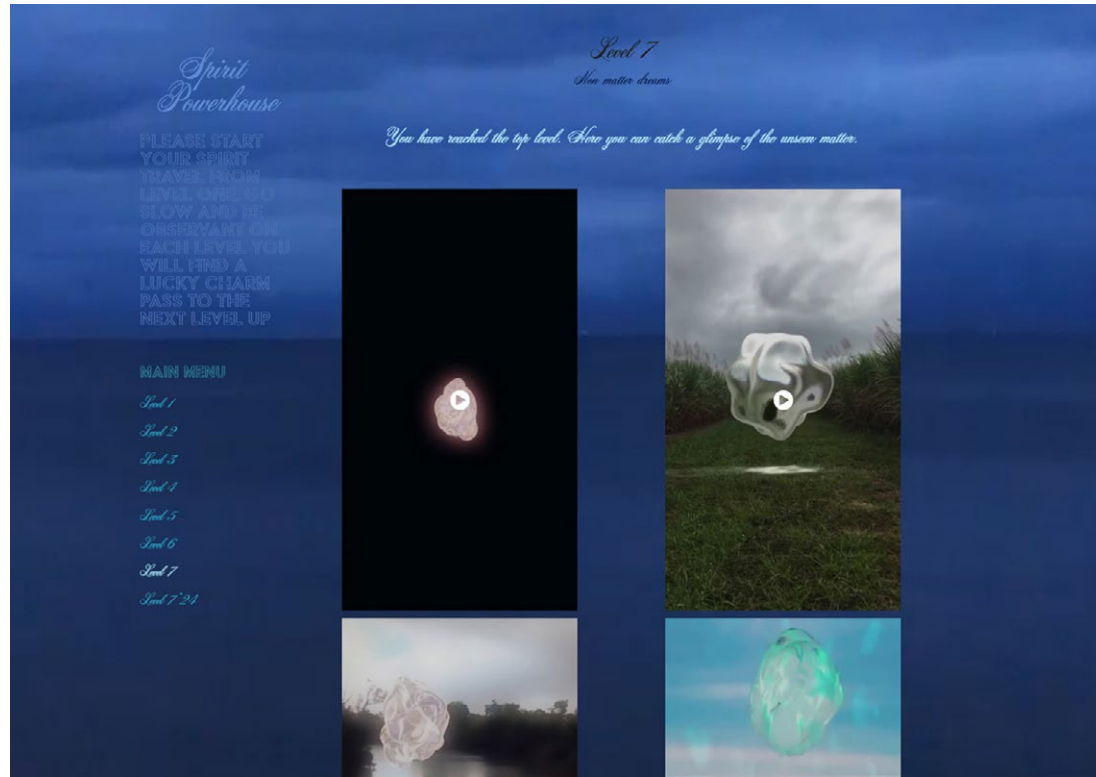 Spirit
Powerhouse
PLEASE START
YOUR SPIRIT
TRAVEL FROM
LEVEL ONE. GO
SLOW AND BE
OBSERVANT ON
EACH LEVEL YOU
WILL FIND A
LUCKY CHARM
PASS TO THE
NEXT LEVEL UP
MAIN MENU
Level 1
Level 2
Level 3
Level 4
Level 5
Level 6
Level 7
Level 7'24
Level 7
Non matter dreams
You have reached the top level. Here you can catch a glimpse of the unseen matter.